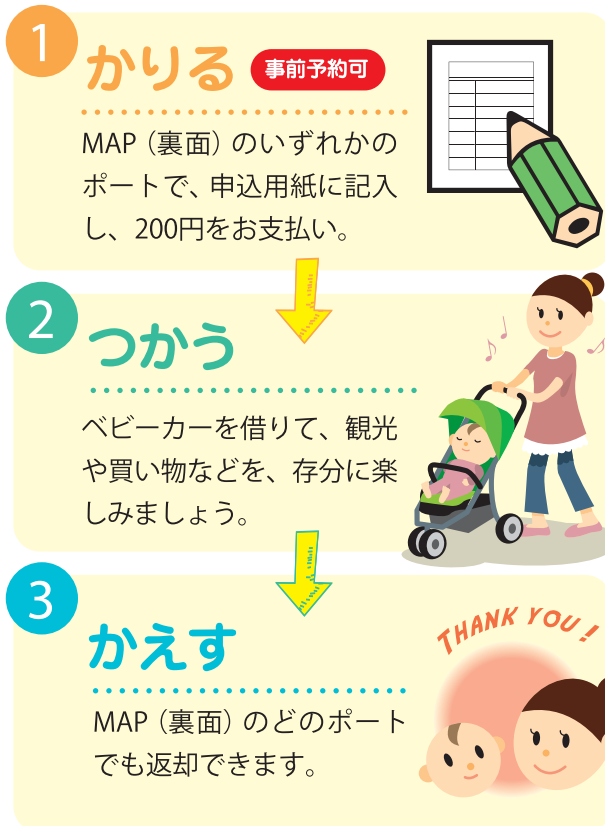 1
かりる 事前予約可
MAP（裏面）のいずれかの
ポートで、申込用紙に記入
し、200円をお支払い。
2
つかう
ベビーカーを借りて、観光
や買い物などを、存分に楽
しみましょう。
3
かえす
THANK YOU!
MAP（裏面）のどのポート
でも返却できます。